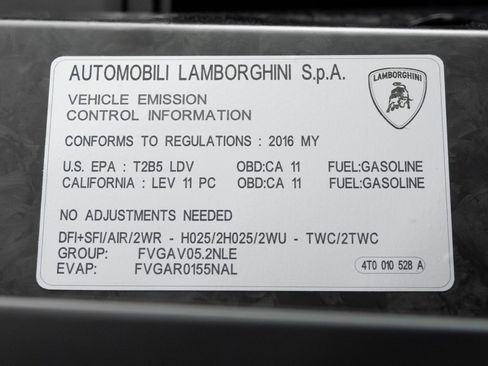 AUTOMOBILI LAMBORGHINI S.p.A.
LAMBORGHINI
VEHICLE EMISSION
CONTROL INFORMATION
CONFORMS TO REGULATIONS : 2016 MY
U.S. EPA : T2B5 LDV OBD:CA 11 FUEL:GASOLINE
CALIFORNIA : LEV 11 PC OBD:CA 11 FUEL:GASOLINE
NO ADJUSTMENTS NEEDED
DFI+SFI/AIR/2WR - H025/2H025/2WU - TWC/2TWC
GROUP: FVGAV05.2NLE
EVAP: FVGAR0155NAL
4T0 010 528 A